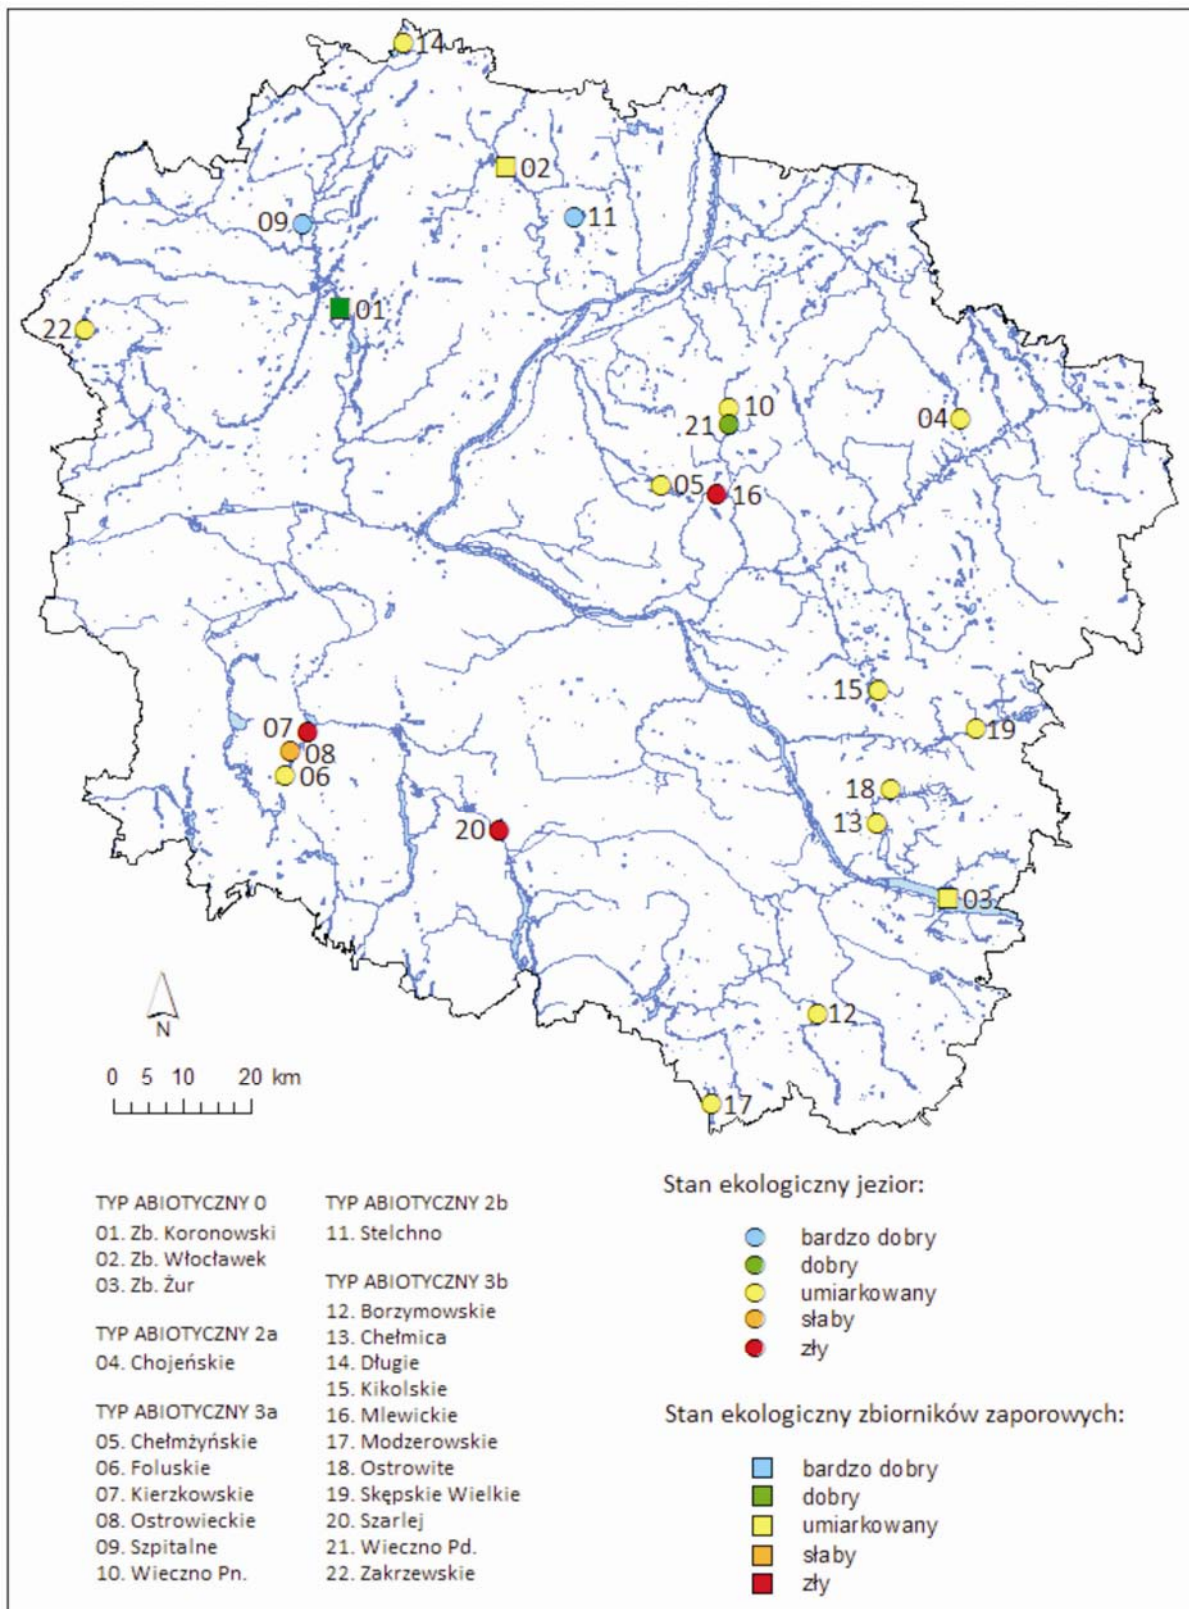 14
02
09
11
01
22
10
21
04
05
16
15
07
19
08
06
18
13
20
03
12
N
0 5 10 20 km
17
TYP ABIOTYCZNY 0
01. Zb. Koronowski
02. Zb. Włocławek
03. Zb. Żur
TYP ABIOTYCZNY 2a
04. Chojeńskie
TYP ABIOTYCZNY 3a
05. Chełmżyńskie
06. Foluskie
07. Kierzkowskie
08. Ostrowieckie
09. Szpitalne
10. Wieczno Pn.
TYP ABIOTYCZNY 2b
11. Stelchno
TYP ABIOTYCZNY 3b
12. Borzymowskie
13. Chełmica
14. Długie
15. Kikolskie
16. Mlewickie
17. Modzerowskie
18. Ostrowite
19. Skępskie Wielkie
20. Szarlej
21. Wieczno Pd.
22. Zakrzewskie
Stan ekologiczny jezior:
bardzo dobry
dobry
umiarkowany
słaby
zły
Stan ekologiczny zbiorników zaporowych:
bardzo dobry
dobry
umiarkowany
słaby
zły